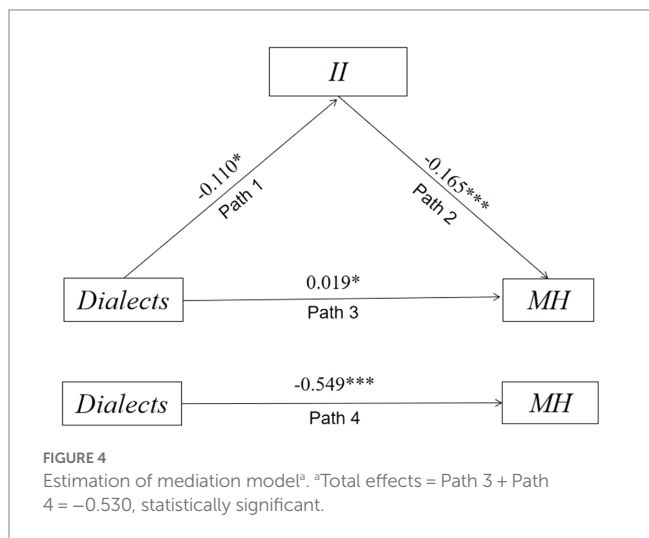 II
-0.110*
Path 1
-0.165***
Path 2
Dialects
0.019*
Path 3
MH
Dialects
-0.549***
Path 4
MH
FIGURE 4
Estimation of mediation modelª. ªTotal effects = Path 3 + Path
4 = −0.530, statistically significant.